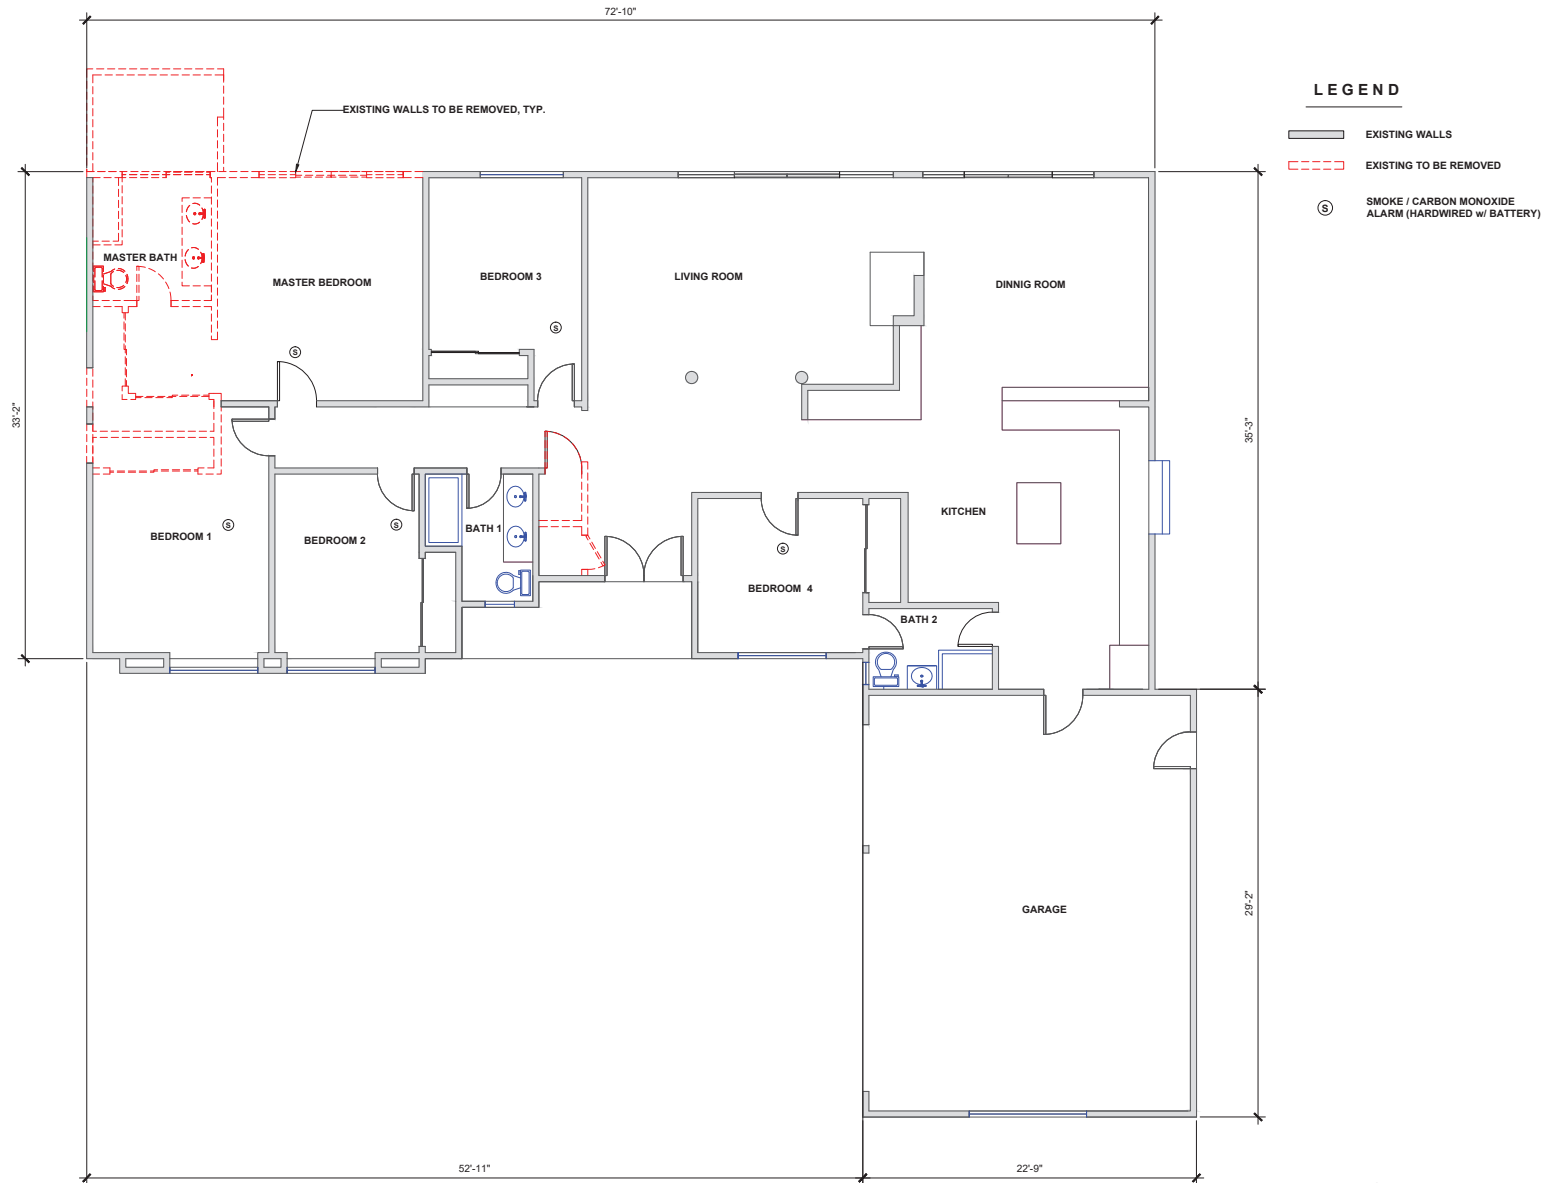 72'-10"
LEGEND
EXISTING WALLS TO BE REMOVED, TYP.
EXISTING WALLS
EXISTING TO BE REMOVED
S
SMOKE / CARBON MONOXIDE
ALARM (HARDWIRED w/ BATTERY)
MASTER BATH
MASTER BEDROOM
BEDROOM 3
LIVING ROOM
DINNIG ROOM
S
S
33'-2"
35'-3"
BEDROOM 1
S
BEDROOM 2
S
BATH 1
KITCHEN
S
BEDROOM 4
BATH 2
GARAGE
29'-2"
52'-11"
22'-9"